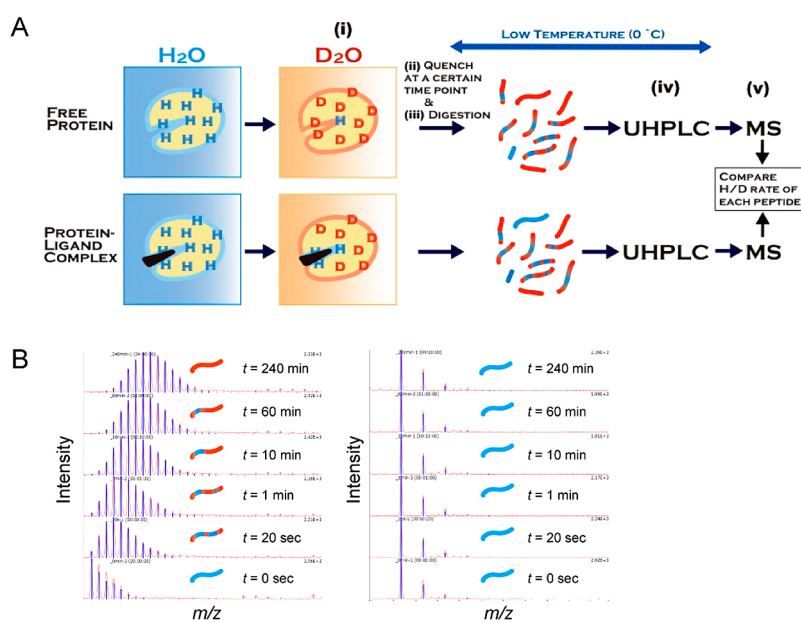 A
(i)
LOW TEMPERATURE (0 °C)
H2O
D2O
(ii) QUENCH
AT A CERTAIN
TIME POINT
&
(iii) DIGESTION
(iv)
(v)
FREE
PROTEIN
H H H H H H H H H
D D D D D D D H D
UHPLC
MS
COMPARE
H/D RATE OF
EACH PEPTIDE
PROTEIN-
LIGAND
COMPLEX
UHPLC
MS
B
t = 240 min
t = 60 min
t = 10 min
t = 1 min
t = 20 sec
t = 0 sec
Intensity
m/z
t = 240 min
t = 60 min
t = 10 min
t = 1 min
t = 20 sec
t = 0 sec
Intensity
m/z